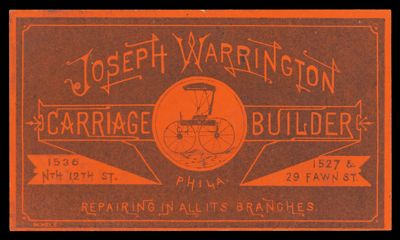 JOSEPH WARRINGTON
CARRIAGE BUILDER
1536
NTH 12TH ST.
1527 &
29 FAWN ST.
PHILA.
REPAIRING IN ALL ITS BRANCHES.